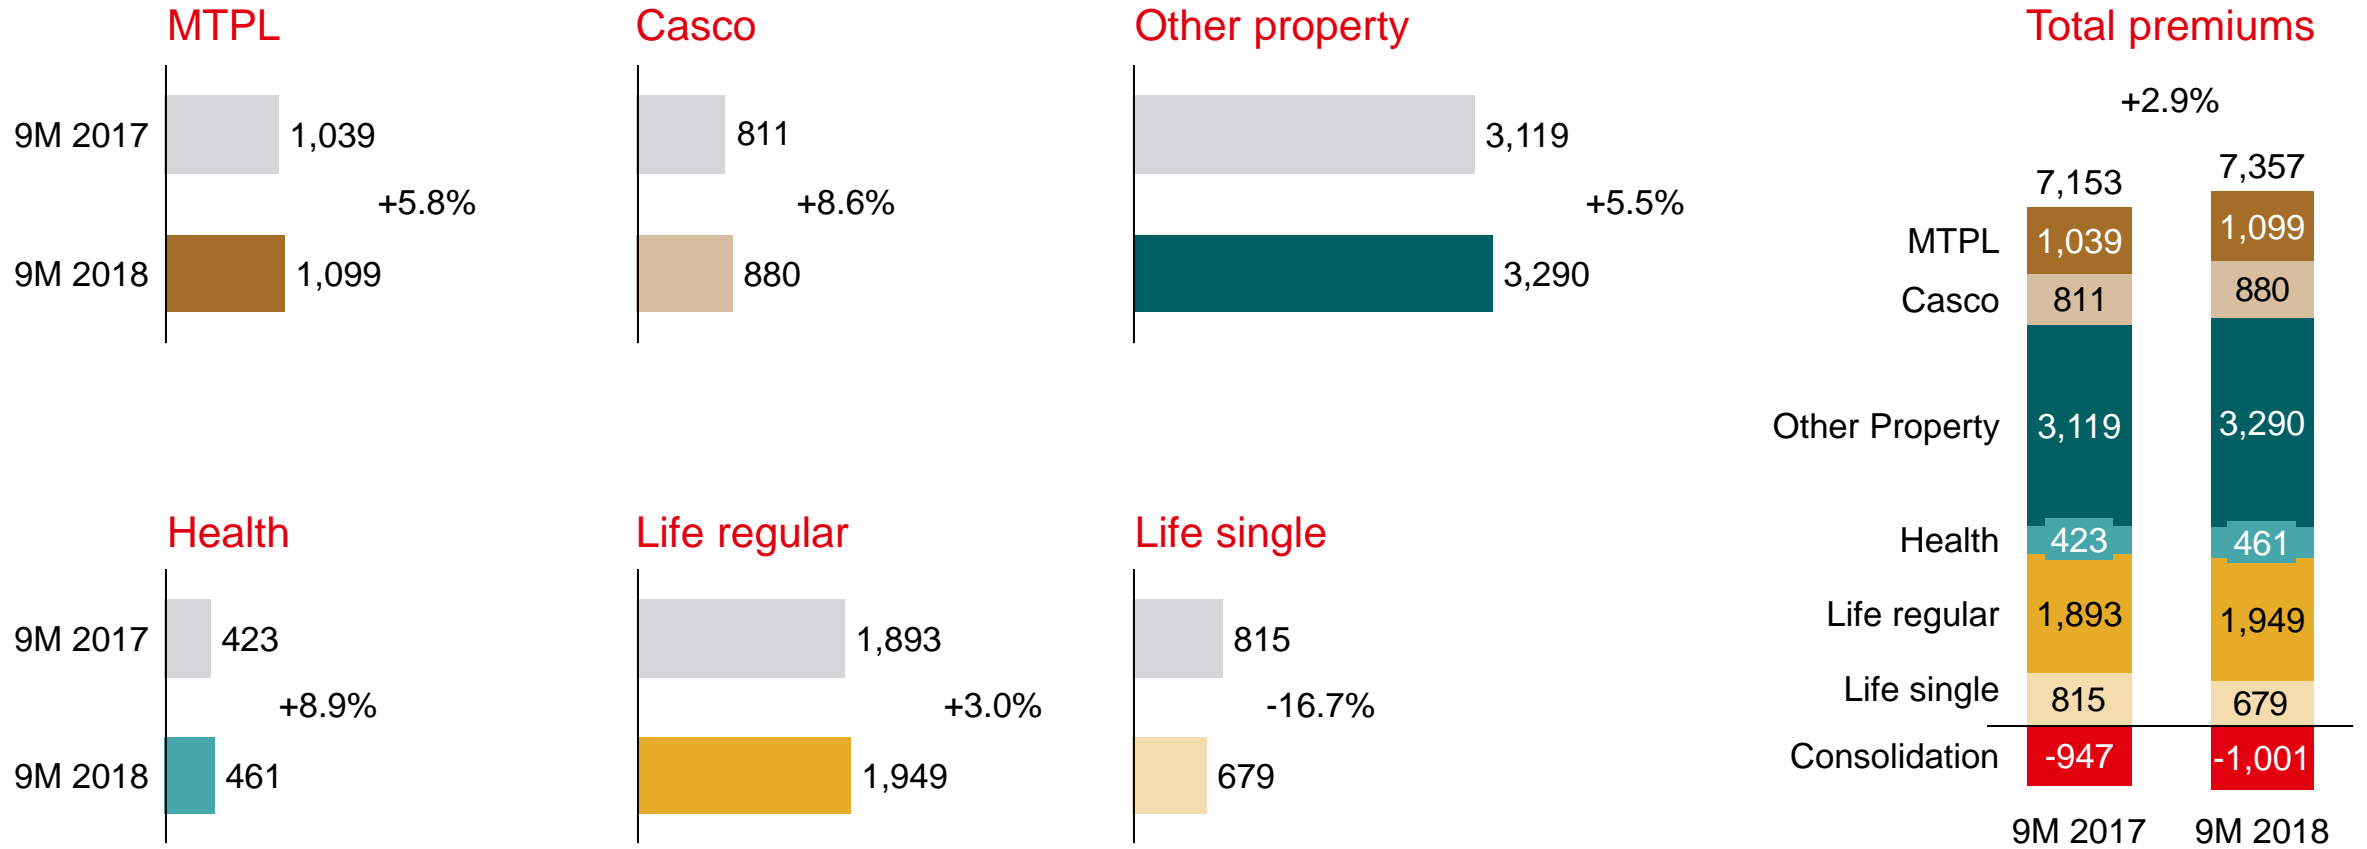 MTPL
9M 2017
1,039
+5.8%
9M 2018
1,099
Casco
811
+8.6%
880
Other property
3,119
+5.5%
3,290
Health
9M 2017
423
+8.9%
9M 2018
461
Life regular
1,893
+3.0%
1,949
Life single
815
-16.7%
679
Total premiums
+2.9%
7,153
7,357
MTPL
1,039
1,099
Casco
811
880
Other Property
3,119
3,290
Health
423
461
Life regular
1,893
1,949
Life single
815
679
Consolidation
-947
-1,001
9M 2017
9M 2018